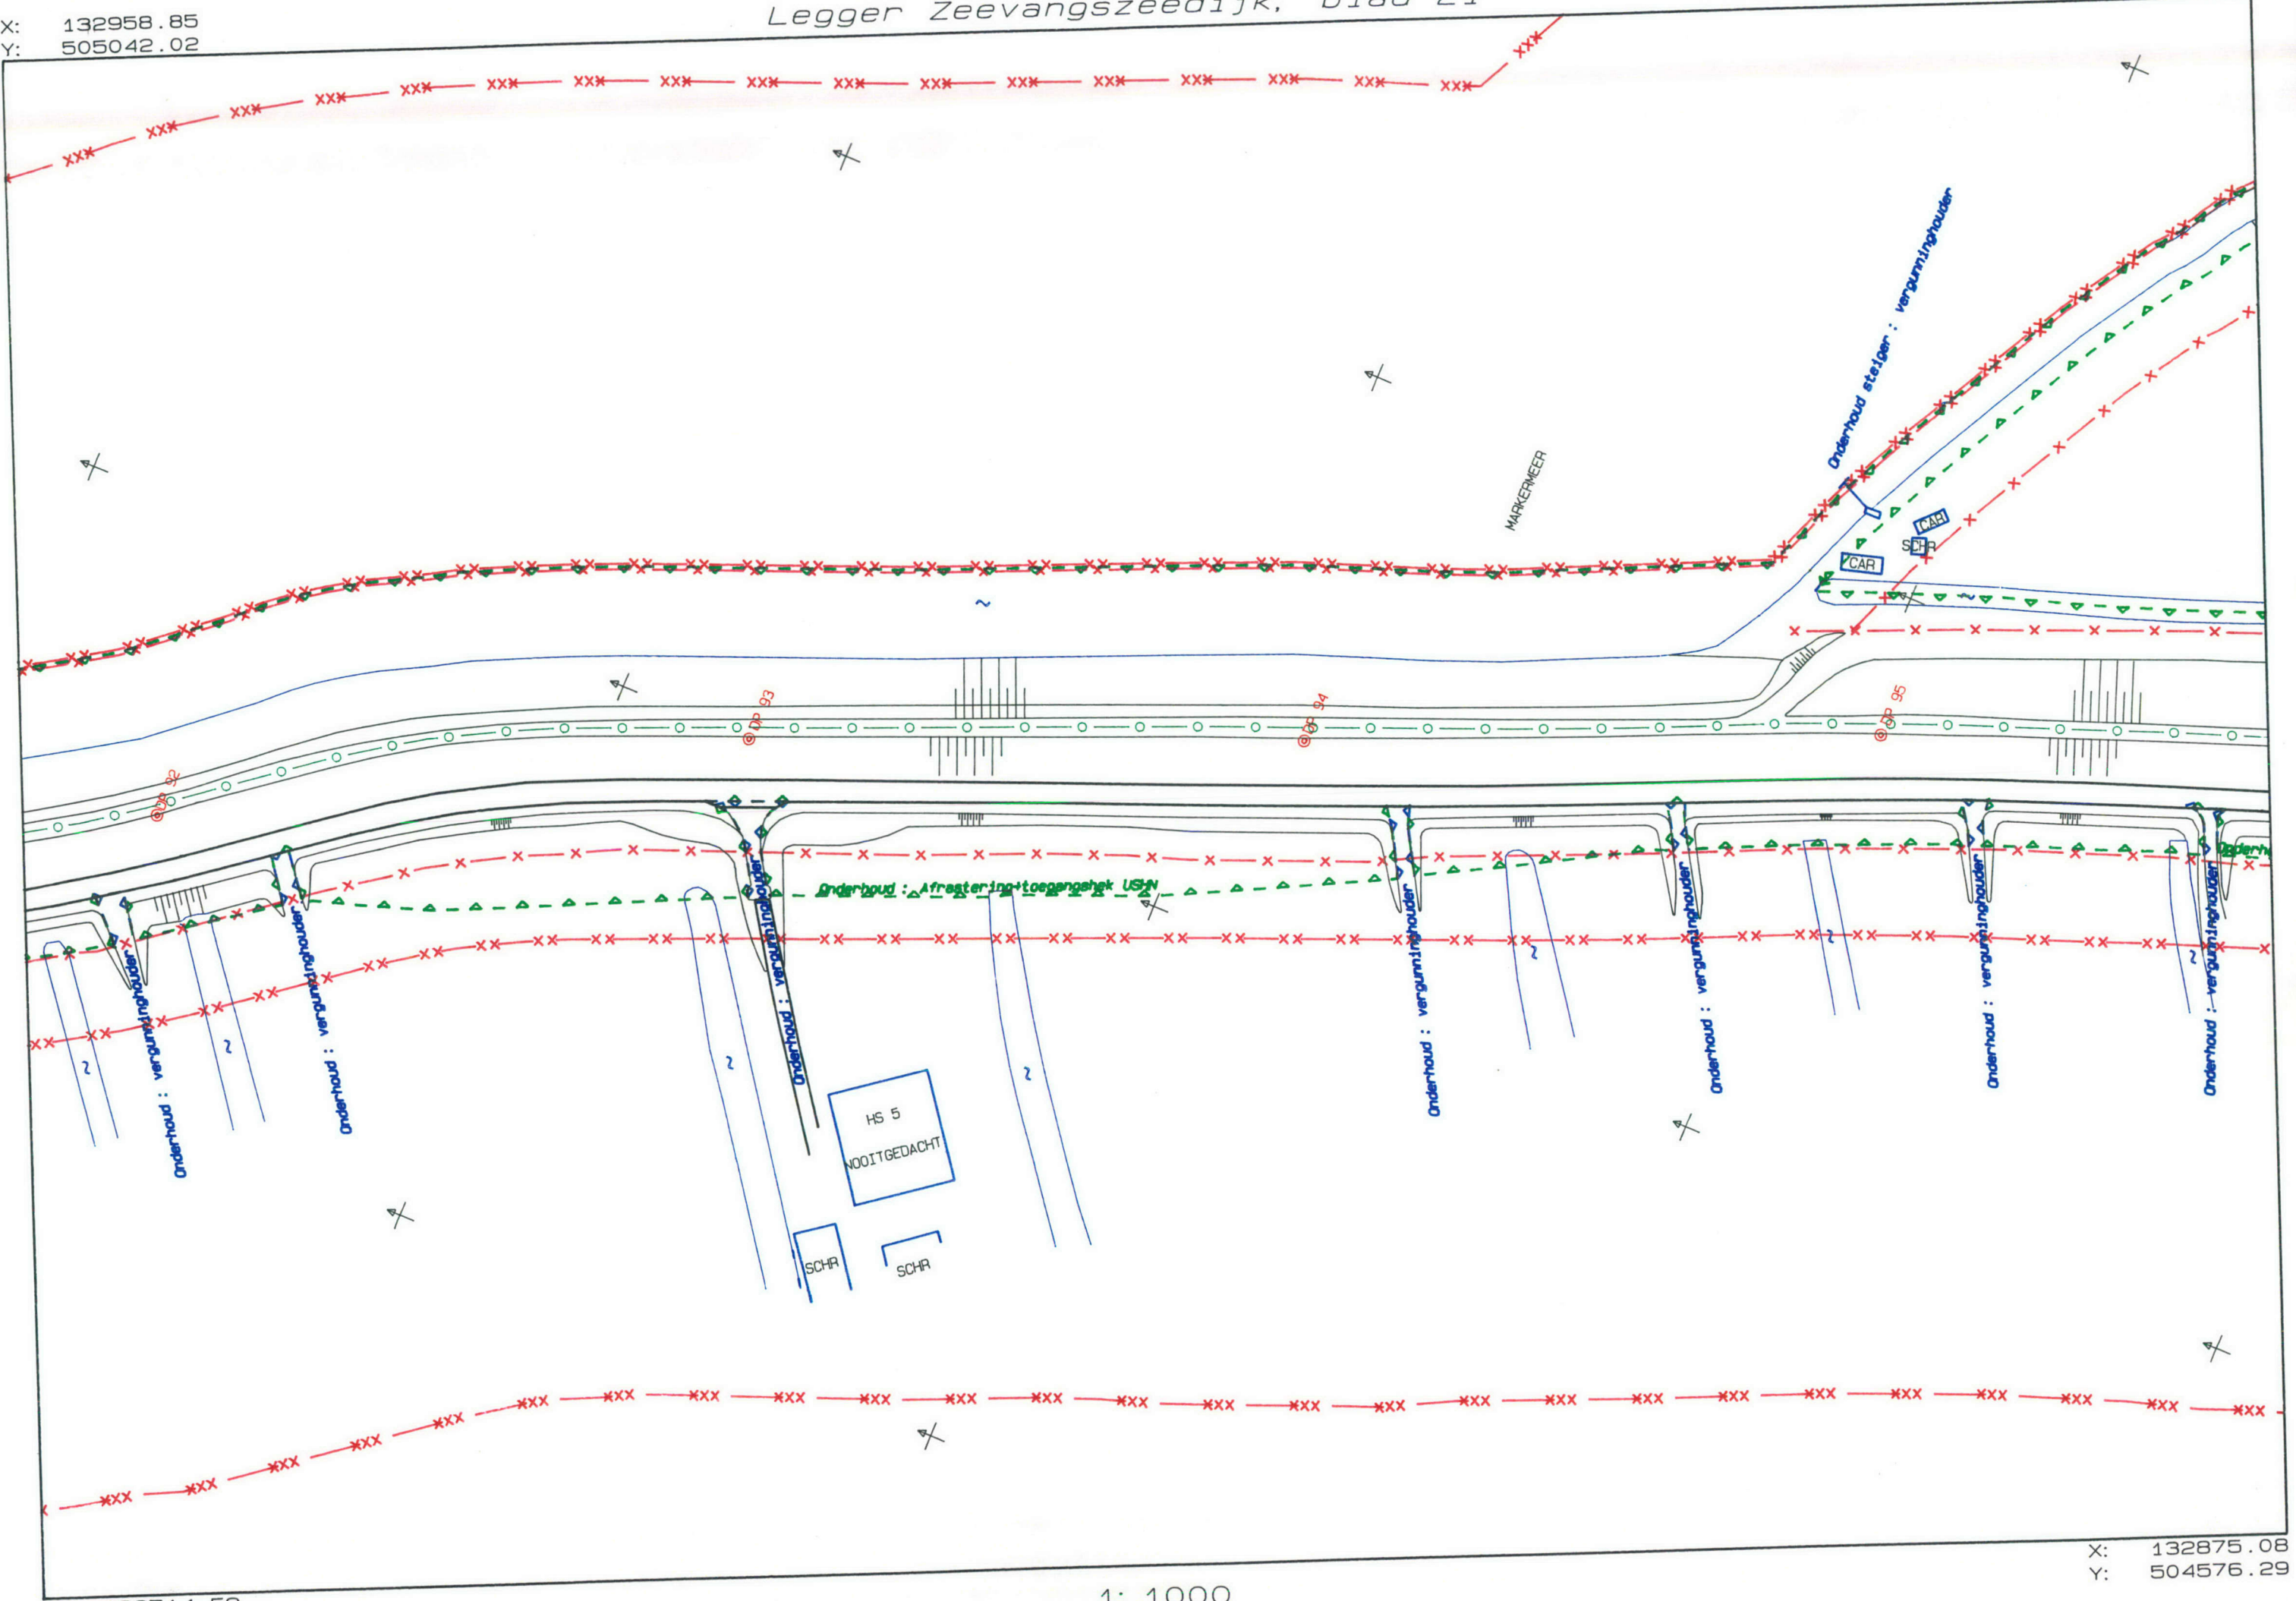 X: 132958.85
Y: 505042.02
Legger Zeevangszeedijk,
Onderhoud steiger : vergunninghouder
MARKERMEER
CAR
SCHR
CAR
DP 92
DP 93
DP 94
DP 95
Onderhoud : Afrastering+toegangshek USHN
Onderhoud : vergunninghouder
Onderhoud : vergunninghouder
Onderhoud : vergunninghouder
Onderhoud : vergunninghouder
Onderhoud : vergunninghouder
Onderhoud : vergunninghouder
Onderhoud : vergunninghouder
HS 5
NOOITGEDACHT
SCHR
SCHR
X: 132875.08
Y: 504576.29
1: 1000